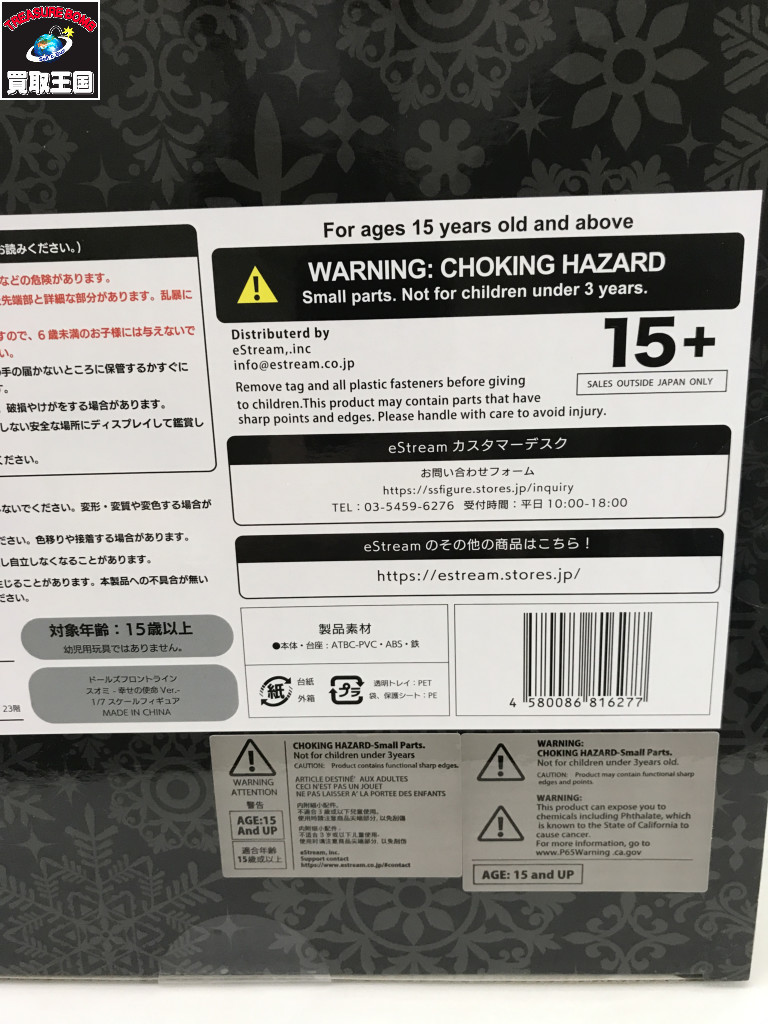 TREASURE BOMB
買取王国
お読みください。)
などの危険があります。
先端部と詳細な部分があります。乱暴に
すので、6歳未満のお子様には与えないで
い。
手の届かないところに保管するかすぐに
す。
破損やけがをする場合があります。
しない安全な場所にディスプレイして鑑賞し
ください。
ないでください。変形・変質や変色する場合が
ださい。色移りや接着する場合があります。
し自立しなくなることがあります。
生じることがあります。本製品への不具合が無い
ださい。
対象年齢:15歳以上
幼児用玩具ではありません。
ドールズフロントライン
スオミ - 幸せの使命 Ver.-
1/7 スケールフィギュア
MADE IN CHINA
23階
For ages 15 years old and above
WARNING: CHOKING HAZARD
Small parts. Not for children under 3 years.
Distributerd by
eStream,.inc
info@estream.co.jp
15+
SALES OUTSIDE JAPAN ONLY
Remove tag and all plastic fasteners before giving
to children.This product may contain parts that have
sharp points and edges. Please handle with care to avoid injury.
eStream カスタマーデスク
お問い合わせフォーム
https://ssfigure.stores.jp/inquiry
TEL:03-5459-6276 受付時間:平日 10:00-18:00
eStream のその他の商品はこちら!
https://estream.stores.jp/
製品素材
●本体・台座:ATBC-PVC・ABS・鉄
紙
台紙
外箱
プラ
透明トレイ:PET
袋、保護シート:PE
4 580086 816277
WARNING
ATTENTION
警告
AGE:15
And UP
適合年齢
15歳或以上
CHOKING HAZARD-Small Parts.
Not for children under 3years
CAUTION: Product contains functional sharp edges.
ARTICLE DESTINÉ AUX ADULTES
CECI N'EST PAS UN JOUET
NE PAS LAISSER À LA PORTEE DES ENFANTS
eStream, Inc.
Support contact
https://www.estream.co.jp/#contact
WARNING:
CHOKING HAZARD-Small Parts.
Not for children under 3years old.
CAUTION: Product may contain functional sharp
edges and points.
WARNING:
This product can expose you to
chemicals including Phthalate, which
is known to the State of California to
cause cancer.
For more Information, go to
www.P65Warning .ca.gov
AGE: 15 and UP